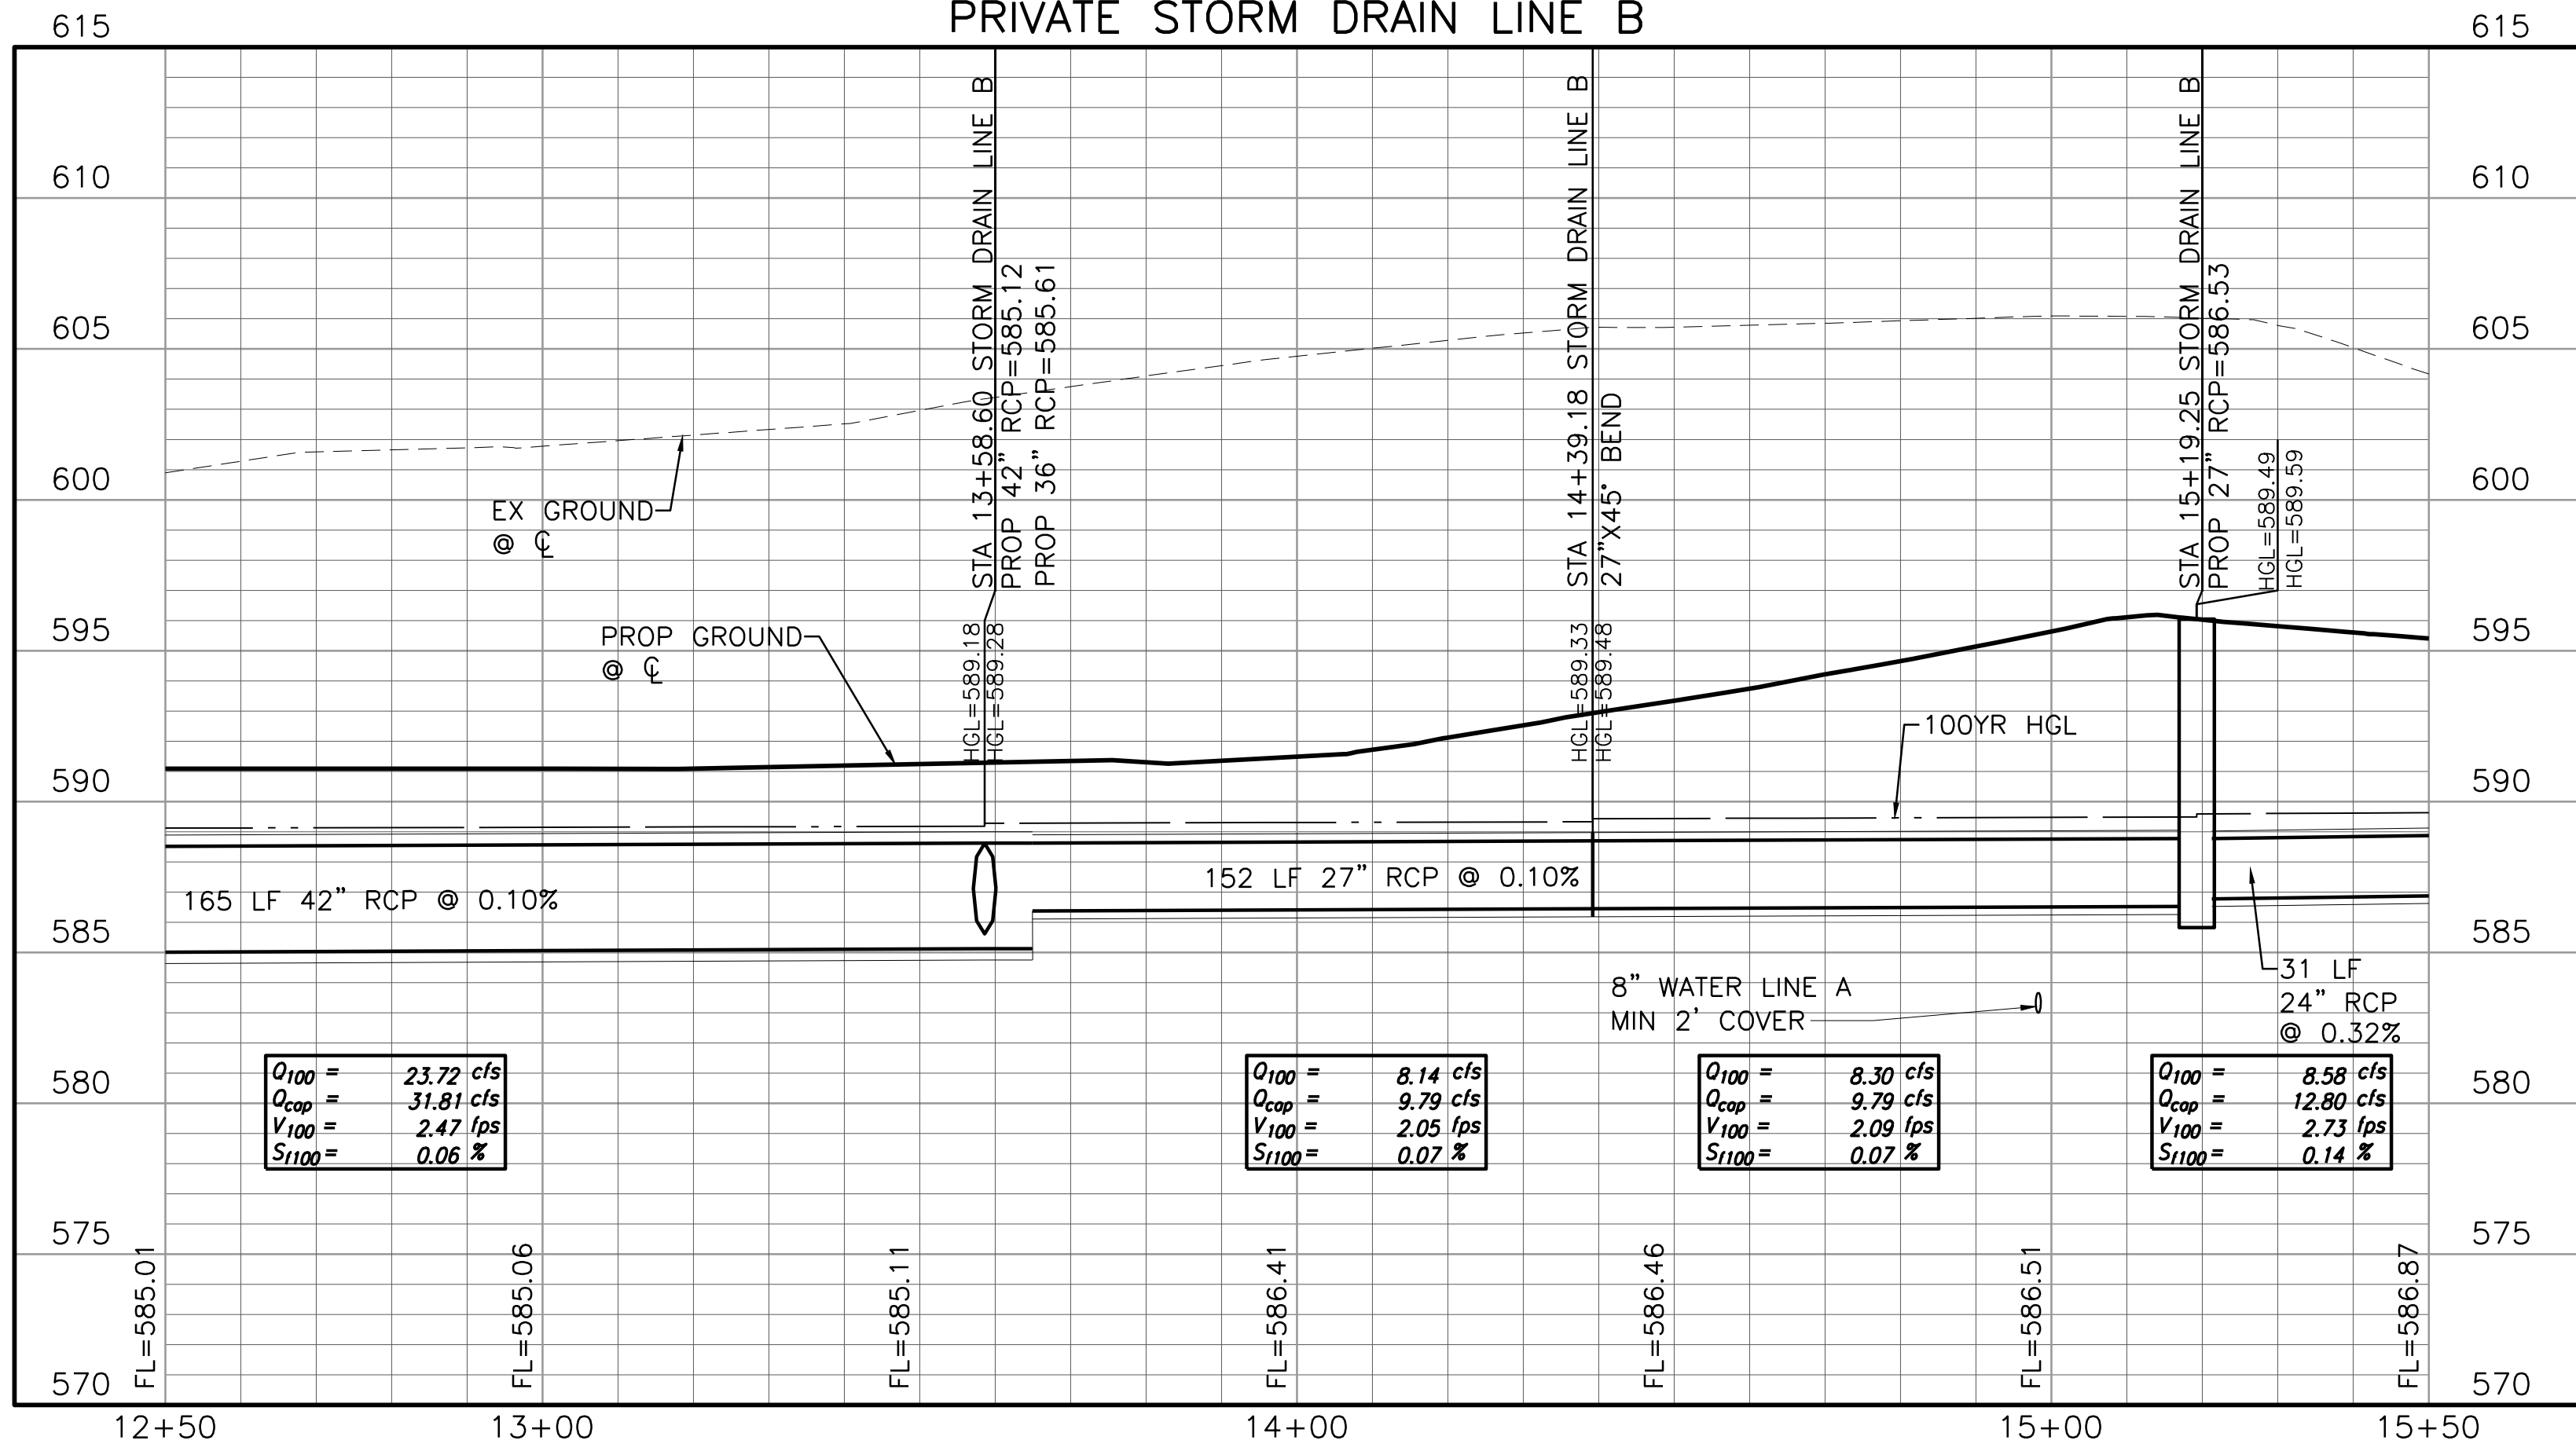 PRIVATE STORM DRAIN LINE B
615
615
610
610
605
605
600
600
595
595
590
590
585
585
580
580
575
575
570
570
STA 13+58.60 STORM DRAIN LINE B
PROP 42" RCP=585.12
PROP 36" RCP=585.61
HGL=589.18
HGL=589.28
STA 14+39.18 STORM DRAIN LINE B
27"X45° BEND
HGL=589.33
HGL=589.48
STA 15+19.25 STORM DRAIN LINE B
PROP 27" RCP=586.53
HGL=589.49
HGL=589.59
EX GROUND
@ ℄
PROP GROUND
@ ℄
100YR HGL
165 LF 42" RCP @ 0.10%
152 LF 27" RCP @ 0.10%
8" WATER LINE A
MIN 2' COVER
31 LF
24" RCP
@ 0.32%
Q100 = 23.72 cfs
Qcap = 31.81 cfs
V100 = 2.47 fps
Sf100= 0.06 %
Q100 = 8.14 cfs
Qcap = 9.79 cfs
V100 = 2.05 fps
Sf100= 0.07 %
Q100 = 8.30 cfs
Qcap = 9.79 cfs
V100 = 2.09 fps
Sf100= 0.07 %
Q100 = 8.58 cfs
Qcap = 12.80 cfs
V100 = 2.73 fps
Sf100= 0.14 %
FL=585.01
FL=585.06
FL=585.11
FL=586.41
FL=586.46
FL=586.51
FL=586.87
12+50
13+00
14+00
15+00
15+50